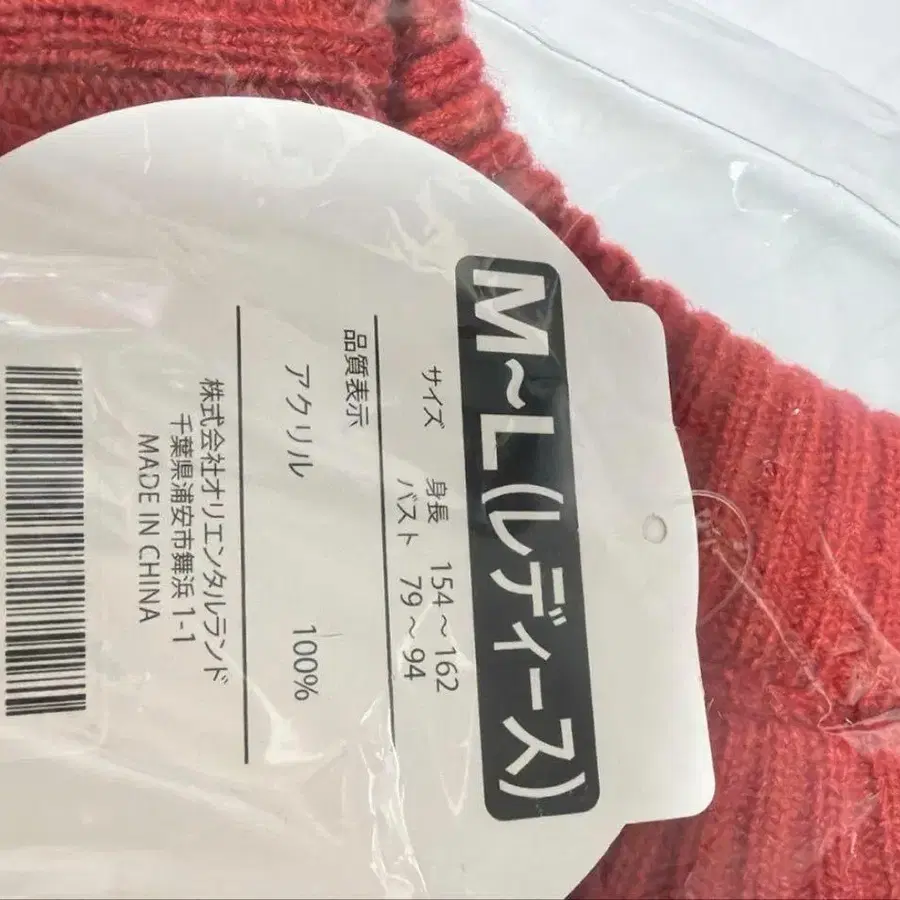 M~L(レディース)
サイズ 身長 154~162
バスト 79~94
品質表示
アクリル 100%
株式会社オリエンタルランド
千葉県浦安市舞浜1-1
MADE IN CHINA